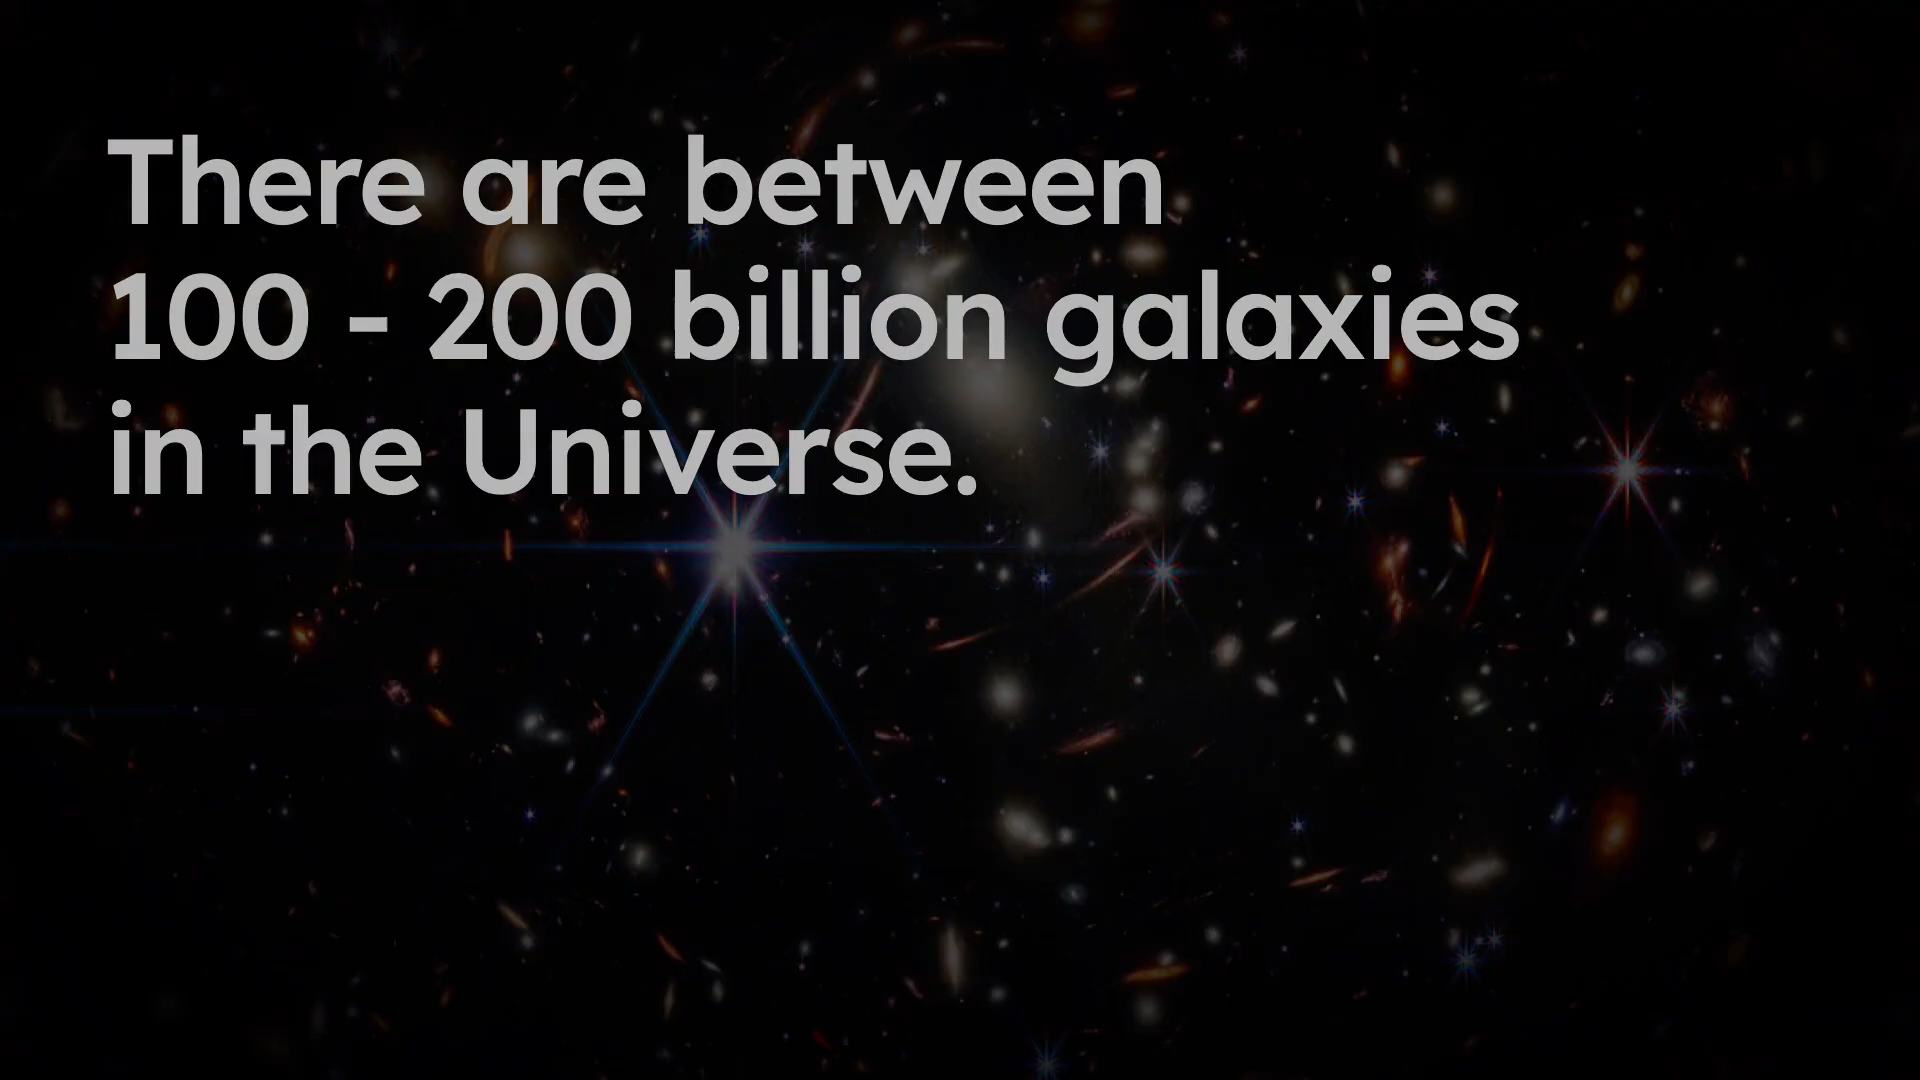 There are between
100 - 200 billion galaxies
in the Universe.